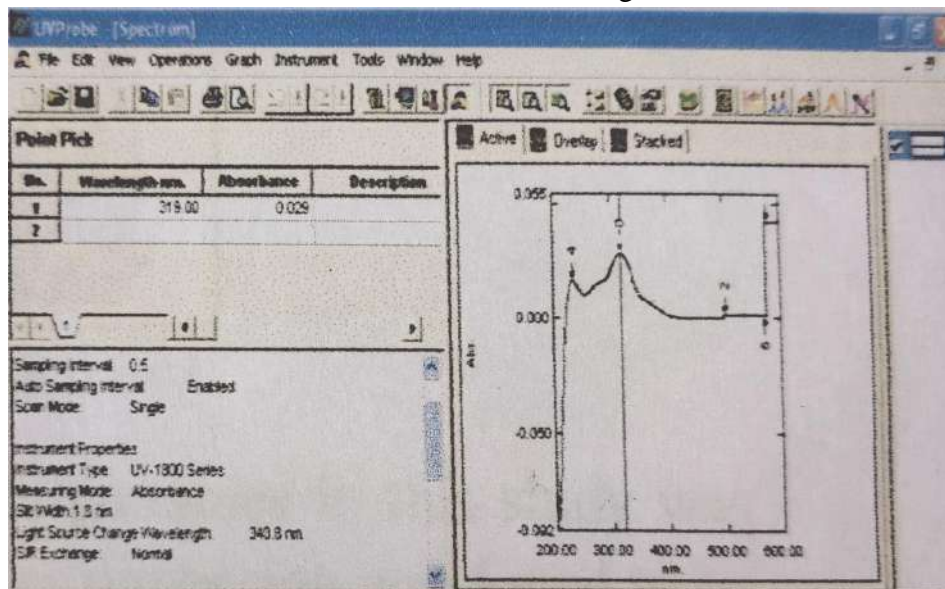 UVProbe - [Spectrum]
File Edit View Operations Graph Instrument Tools Window Help
Point Pick
No. Wavelength nm. Absorbance Description
1 319.00 0.029
2
Sampling Interval 0.5
Auto Sampling Interval Enabled
Scan Mode: Single
Instrument Properties
Instrument Type: UV-1800 Series
Measuring Mode: Absorbance
Slit Width: 1.8 nm
Light Source Change Wavelength: 340.8 nm
S/R Exchange: Normal
Active Overlay Stacked
0.055
0.000
-0.050
-0.092
Abs.
4
2
200.00 300.00 400.00 500.00 600.00
nm.